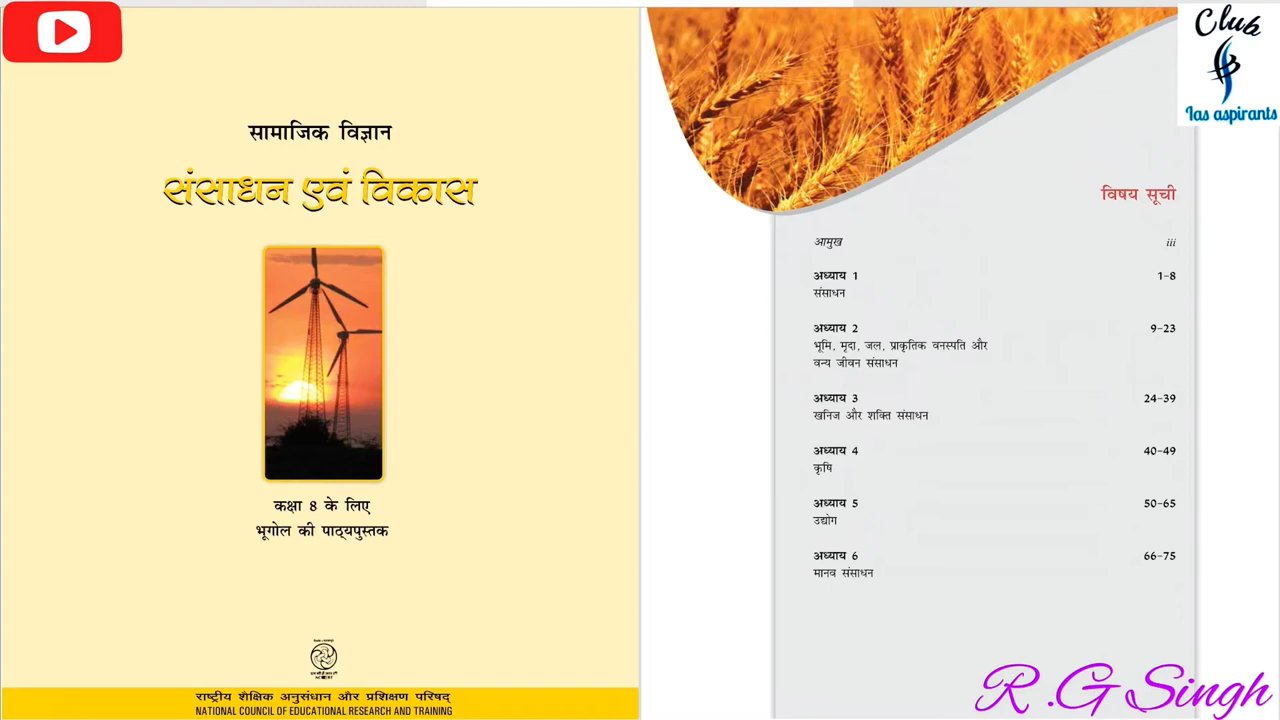 सामाजिक विज्ञान
संसाधन एवं विकास
कक्षा 8 के लिए
भूगोल की पाठ्यपुस्तक
राष्ट्रीय शैक्षिक अनुसंधान और प्रशिक्षण परिषद्
NATIONAL COUNCIL OF EDUCATIONAL RESEARCH AND TRAINING
Club
Ias aspirants
विषय सूची
आमुख iii
अध्याय 1 1-8
संसाधन
अध्याय 2 9-23
भूमि, मृदा, जल, प्राकृतिक वनस्पति और
वन्य जीवन संसाधन
अध्याय 3 24-39
खनिज और शक्ति संसाधन
अध्याय 4 40-49
कृषि
अध्याय 5 50-65
उद्योग
अध्याय 6 66-75
मानव संसाधन
R .G Singh